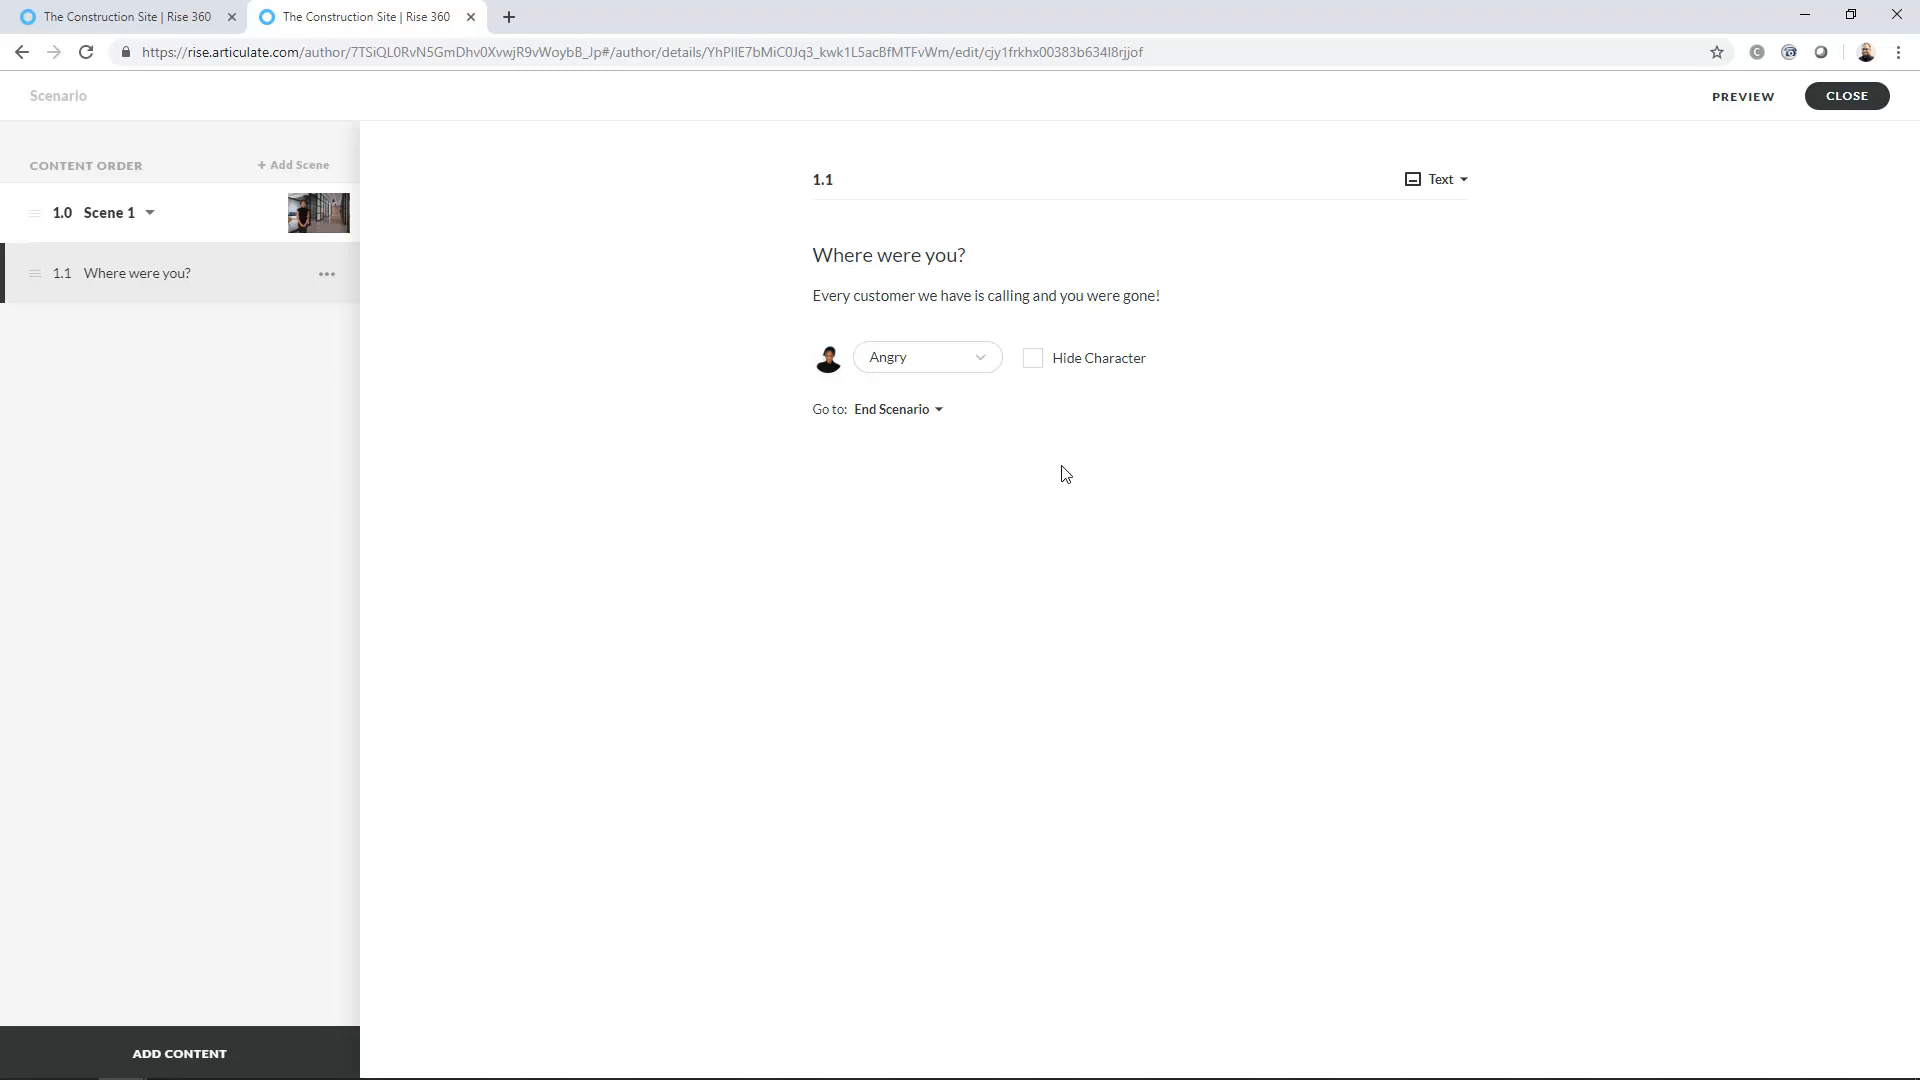 The Construction Site | Rise 360
The Construction Site | Rise 360
https://rise.articulate.com/author/7TSiQL0RvN5GmDhv0XvwjR9vWoybB_Jp#/author/details/YhPIlE7bMiC0Jq3_kwk1L5acBfMTFvWm/edit/cjy1frkhx00383b634l8rjjof
Scenario
PREVIEW
CLOSE
CONTENT ORDER
+ Add Scene
1.0 Scene 1
1.1 Where were you?
1.1
Text
Where were you?
Every customer we have is calling and you were gone!
Angry
Hide Character
Go to: End Scenario
ADD CONTENT